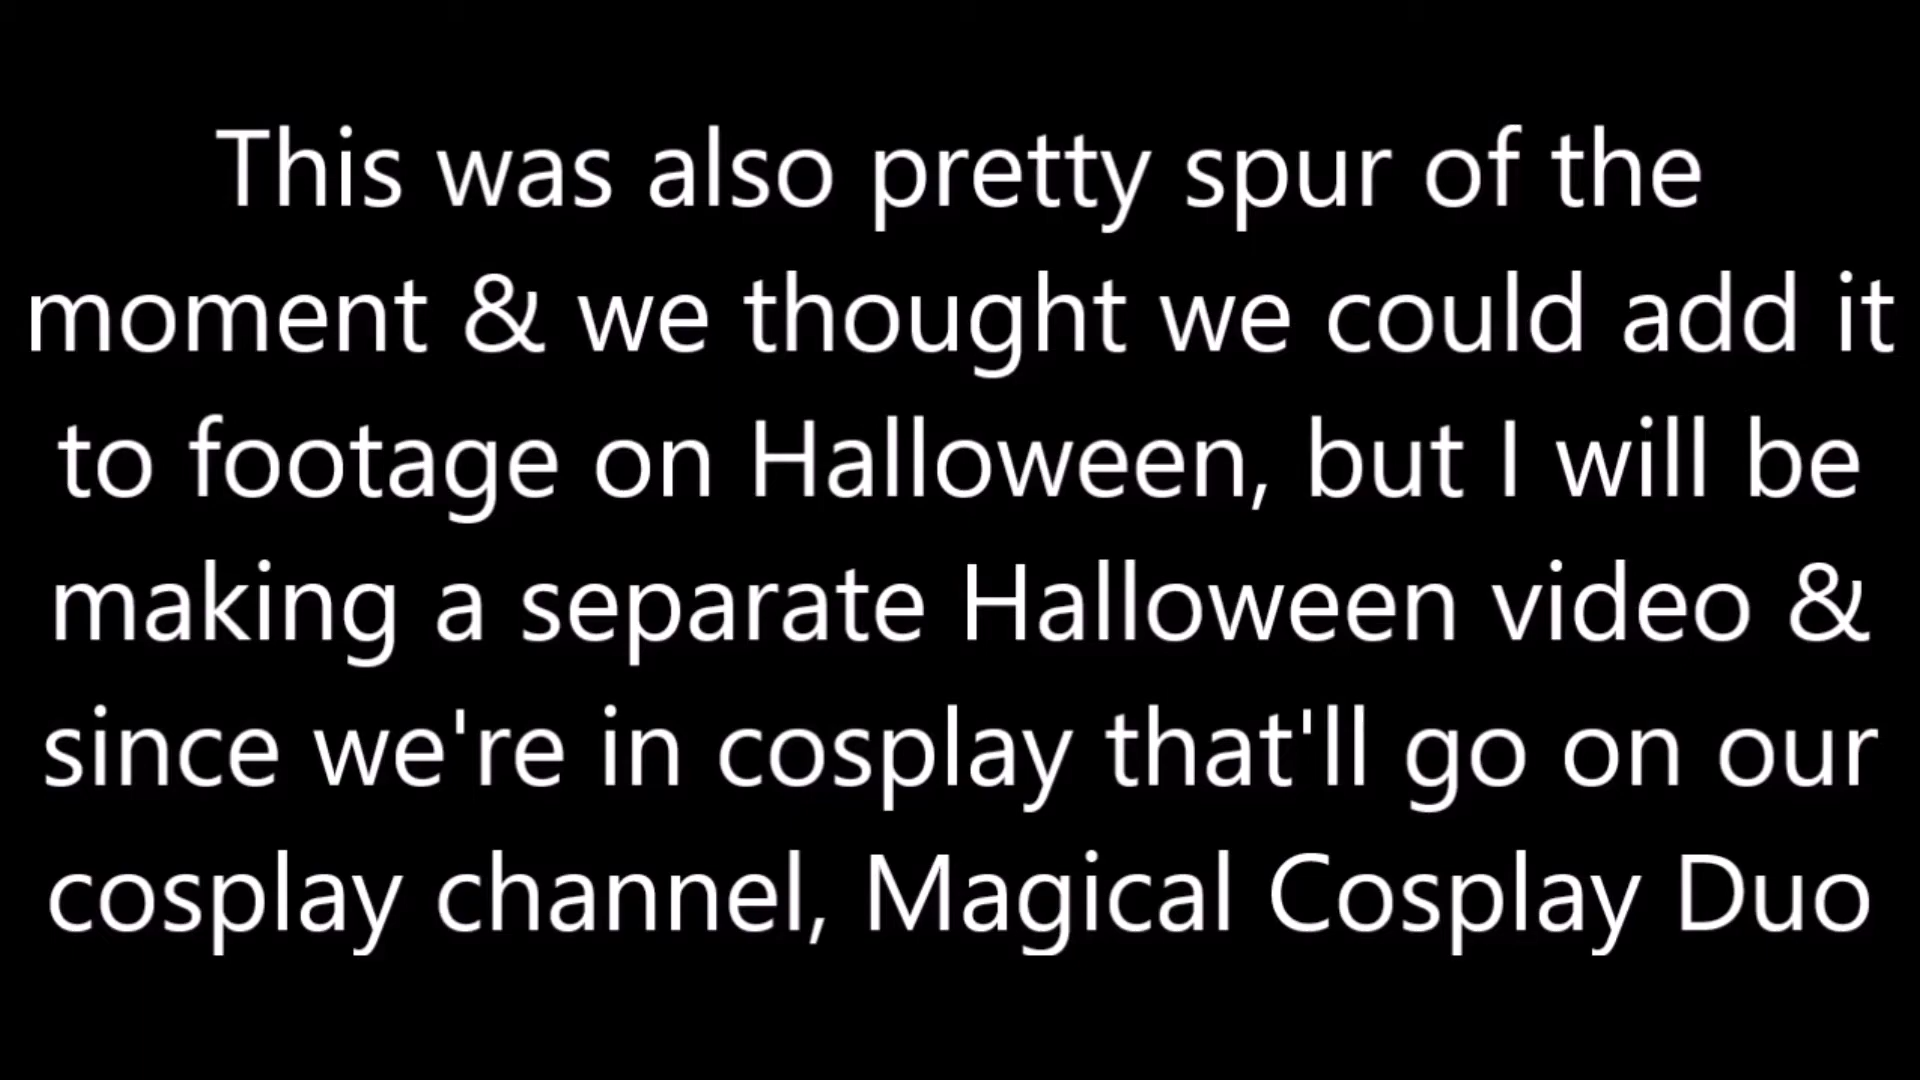 This was also pretty spur of the
moment & we thought we could add it
to footage on Halloween, but I will be
making a separate Halloween video &
since we're in cosplay that'll go on our
cosplay channel, Magical Cosplay Duo